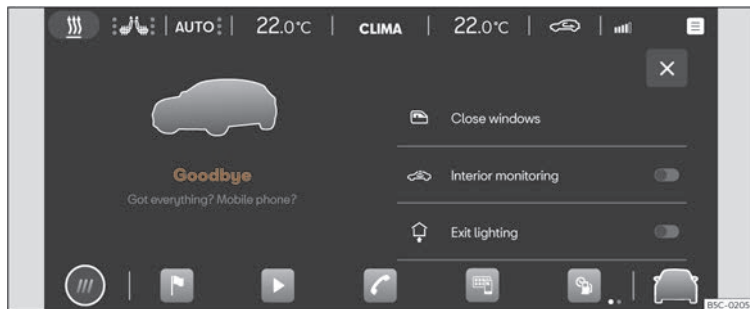 AUTO 22.0°C CLIMA 22.0°C
Close windows
Goodbye
Interior monitoring
Got everything? Mobile phone?
Exit lighting
B5C-0205